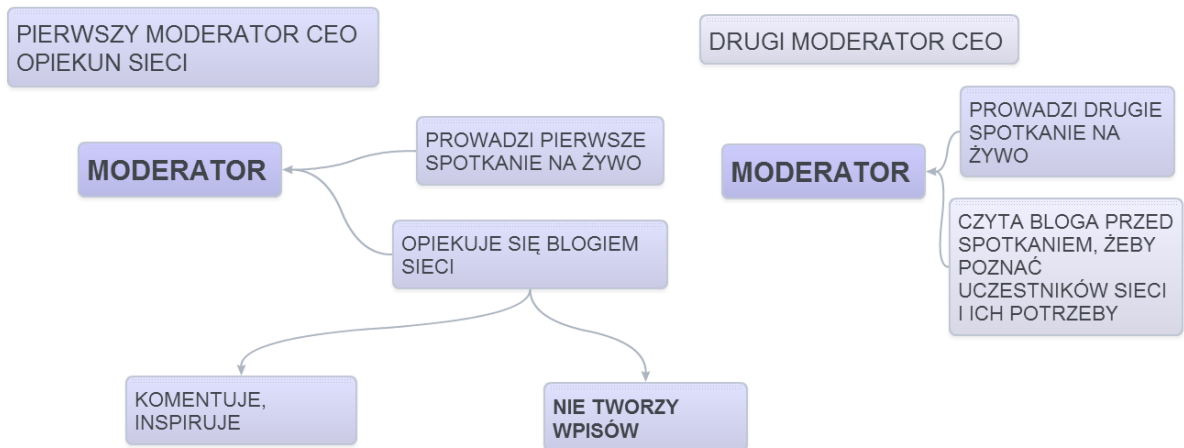 PIERWSZY MODERATOR CEO
OPIEKUN SIECI
MODERATOR
PROWADZI PIERWSZE
SPOTKANIE NA ŻYWO
OPIEKUJE SIĘ BLOGIEM
SIECI
KOMENTUJE,
INSPIRUJE
NIE TWORZY
WPISÓW
DRUGI MODERATOR CEO
MODERATOR
PROWADZI DRUGIE
SPOTKANIE NA
ŻYWO
CZYTA BLOGA PRZED
SPOTKANIEM, ŻEBY
POZNAĆ
UCZESTNIKÓW SIECI
I ICH POTRZEBY